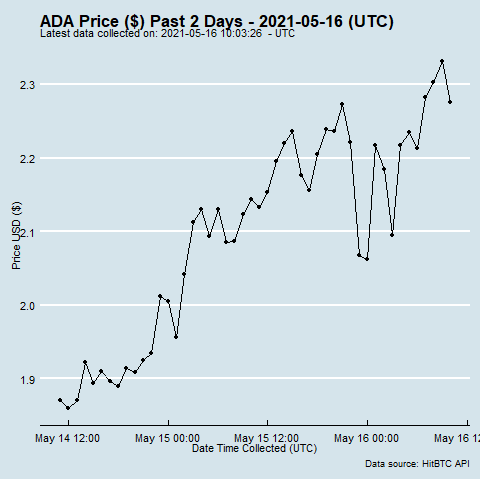 ADA Price ($) Past 2 Days - 2021-05-16 (UTC)
Latest data collected on: 2021-05-16 10:03:26 - UTC
2.3
2.2
2.1
2.0
1.9
Price USD ($)
May 14 12:00
May 15 00:00
May 15 12:00
May 16 00:00
May 16 12
Date Time Collected (UTC)
Data source: HitBTC API